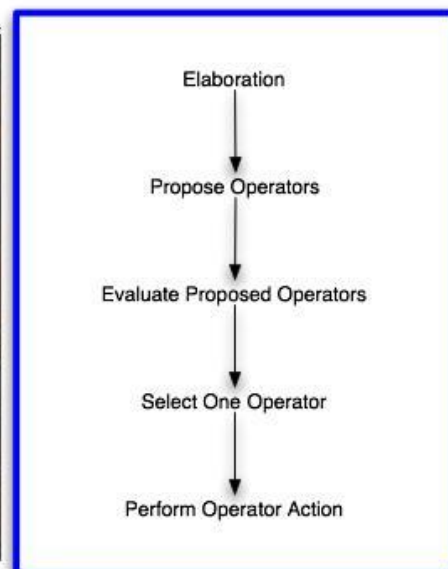 Elaboration
Propose Operators
Evaluate Proposed Operators
Select One Operator
Perform Operator Action